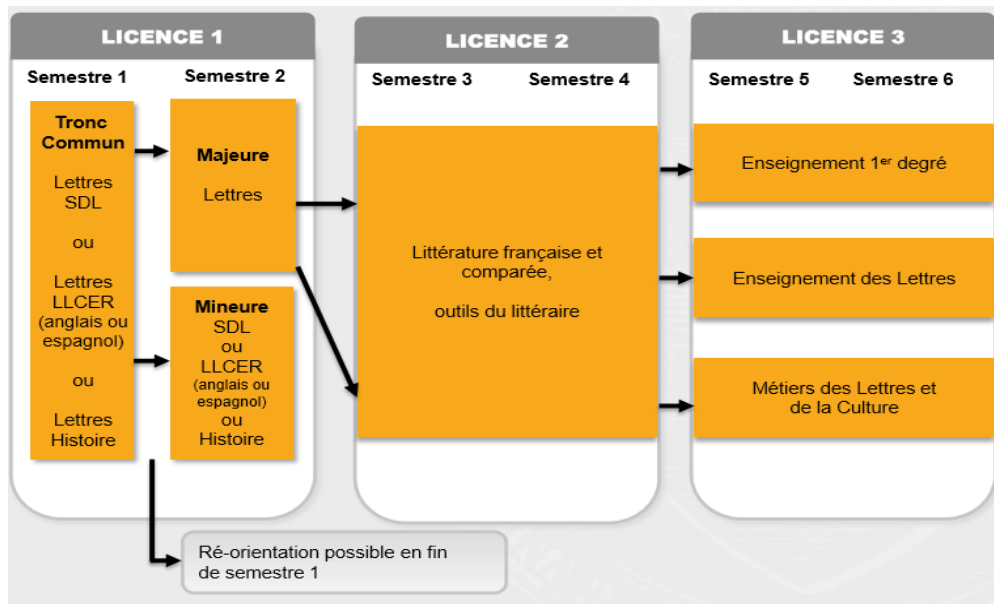 LICENCE 1
Semestre 1
Semestre 2
Tronc
Commun
Lettres
SDL
ou
Lettres
LLCER
(anglais ou
espagnol)
ou
Lettres
Histoire
Majeure
Lettres
Mineure
SDL
ou
LLCER
(anglais ou
espagnol)
ou
Histoire
Ré-orientation possible en fin
de semestre 1
LICENCE 2
Semestre 3
Semestre 4
Littérature française et
comparée,
outils du littéraire
LICENCE 3
Semestre 5
Semestre 6
Enseignement 1er degré
Enseignement des Lettres
Métiers des Lettres et
de la Culture